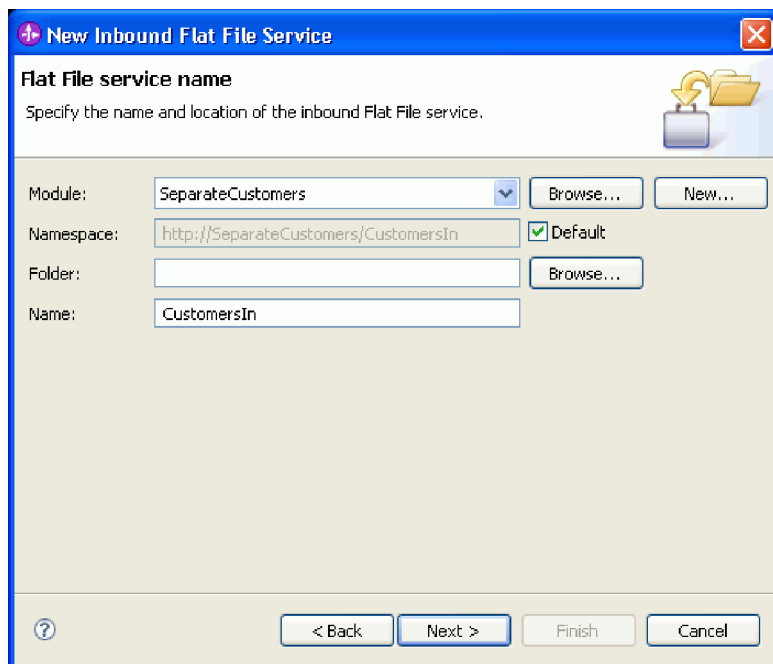 New Inbound Flat File Service
Flat File service name
Specify the name and location of the inbound Flat File service.
Module: SeparateCustomers Browse... New...
Namespace: http://SeparateCustomers/CustomersIn Default
Folder: Browse...
Name: CustomersIn
? < Back Next > Finish Cancel